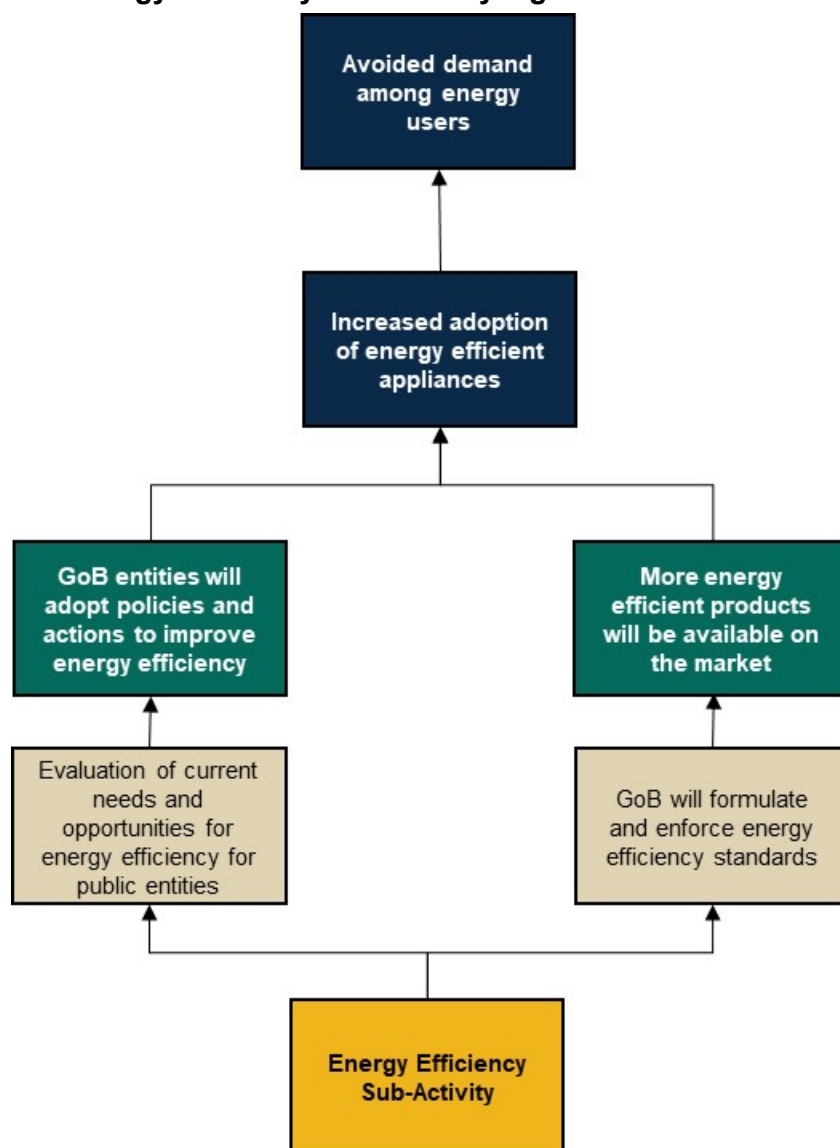 Avoided demand
among energy
users
Increased adoption
of energy efficient
appliances
GoB entities will
adopt policies and
actions to improve
energy efficiency
More energy
efficient products
will be available on
the market
Evaluation of current
needs and
opportunities for
energy efficiency for
public entities
GoB will formulate
and enforce energy
efficiency standards
Energy Efficiency
Sub-Activity